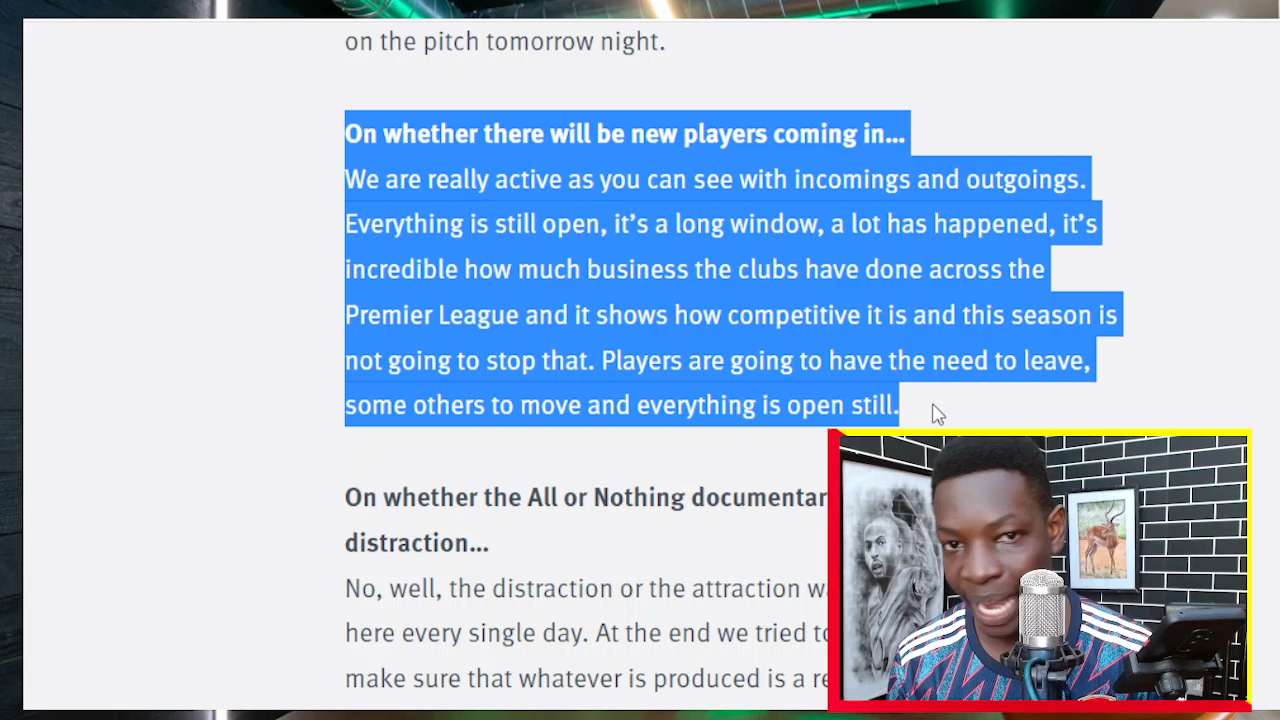 on the pitch tomorrow night.
On whether there will be new players coming in...
We are really active as you can see with incomings and outgoings.
Everything is still open, it’s a long window, a lot has happened, it’s
incredible how much business the clubs have done across the
Premier League and it shows how competitive it is and this season is
not going to stop that. Players are going to have the need to leave,
some others to move and everything is open still.
On whether the All or Nothing documentar
distraction...
No, well, the distraction or the attraction
here every single day. At the end we tried to
make sure that whatever is produced is a